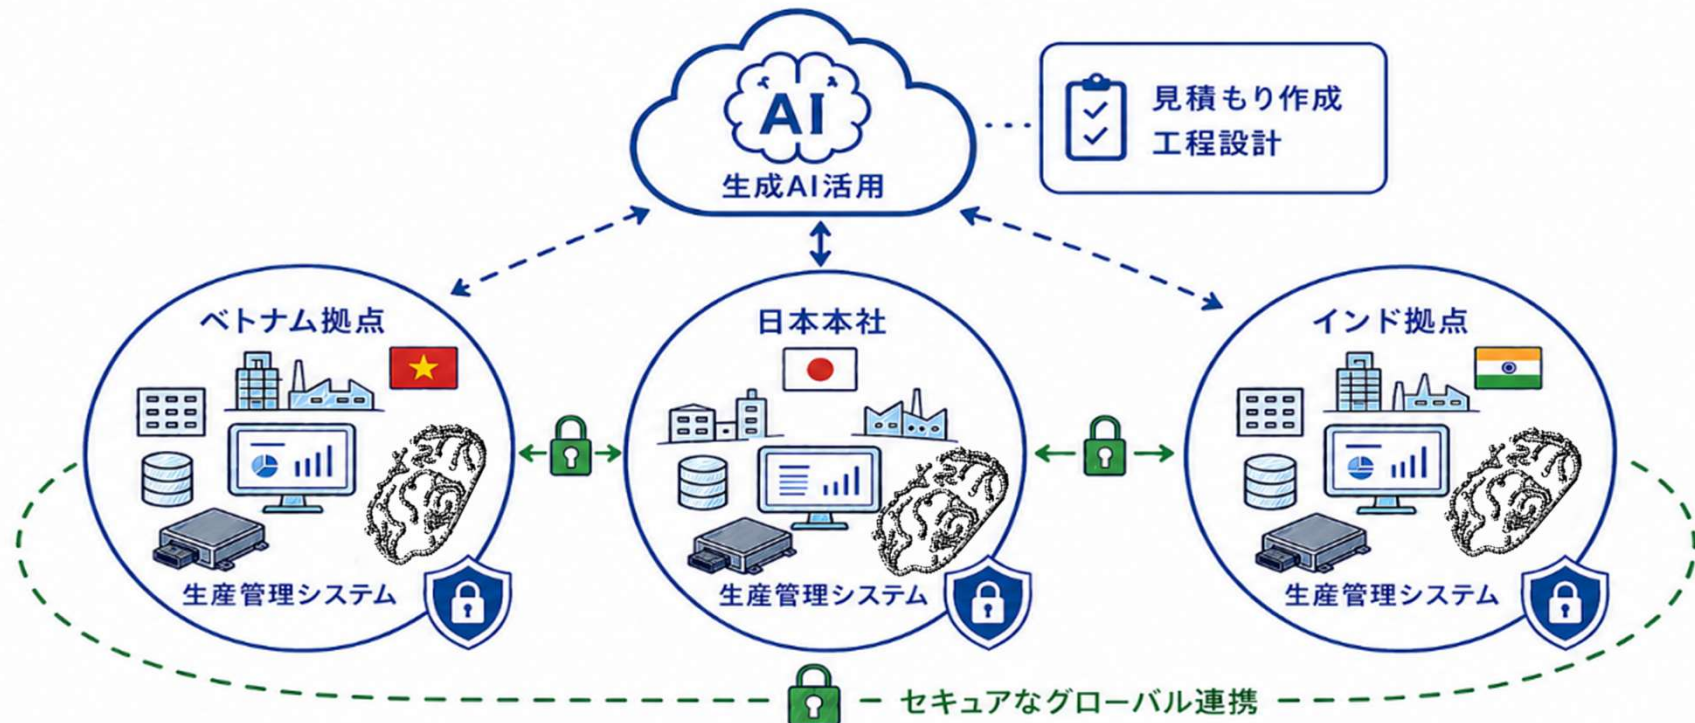 AI
生成AI活用
見積もり作成
工程設計
ベトナム拠点
日本本社
インド拠点
生産管理システム
生産管理システム
生産管理システム
セキュアなグローバル連携